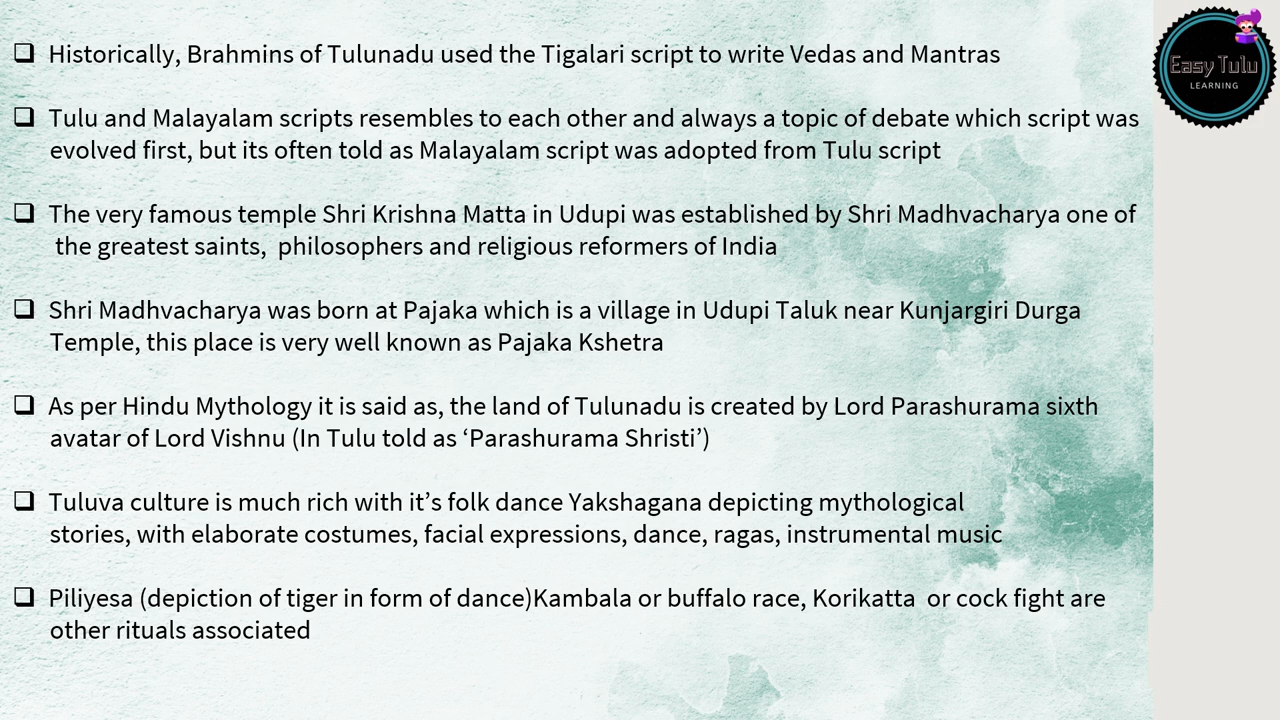 ❑ Historically, Brahmins of Tulunadu used the Tigalari script to write Vedas and Mantras
❑ Tulu and Malayalam scripts resembles to each other and always a topic of debate which script was
evolved first, but its often told as Malayalam script was adopted from Tulu script
❑ The very famous temple Shri Krishna Matta in Udupi was established by Shri Madhvacharya one of
the greatest saints,  philosophers and religious reformers of India
❑ Shri Madhvacharya was born at Pajaka which is a village in Udupi Taluk near Kunjargiri Durga
Temple, this place is very well known as Pajaka Kshetra
❑ As per Hindu Mythology it is said as, the land of Tulunadu is created by Lord Parashurama sixth
avatar of Lord Vishnu (In Tulu told as ‘Parashurama Shristi’)
❑ Tuluva culture is much rich with it’s folk dance Yakshagana depicting mythological
stories, with elaborate costumes, facial expressions, dance, ragas, instrumental music
❑ Piliyesa (depiction of tiger in form of dance)Kambala or buffalo race, Korikatta  or cock fight are
other rituals associated
Easy Tulu
LEARNING